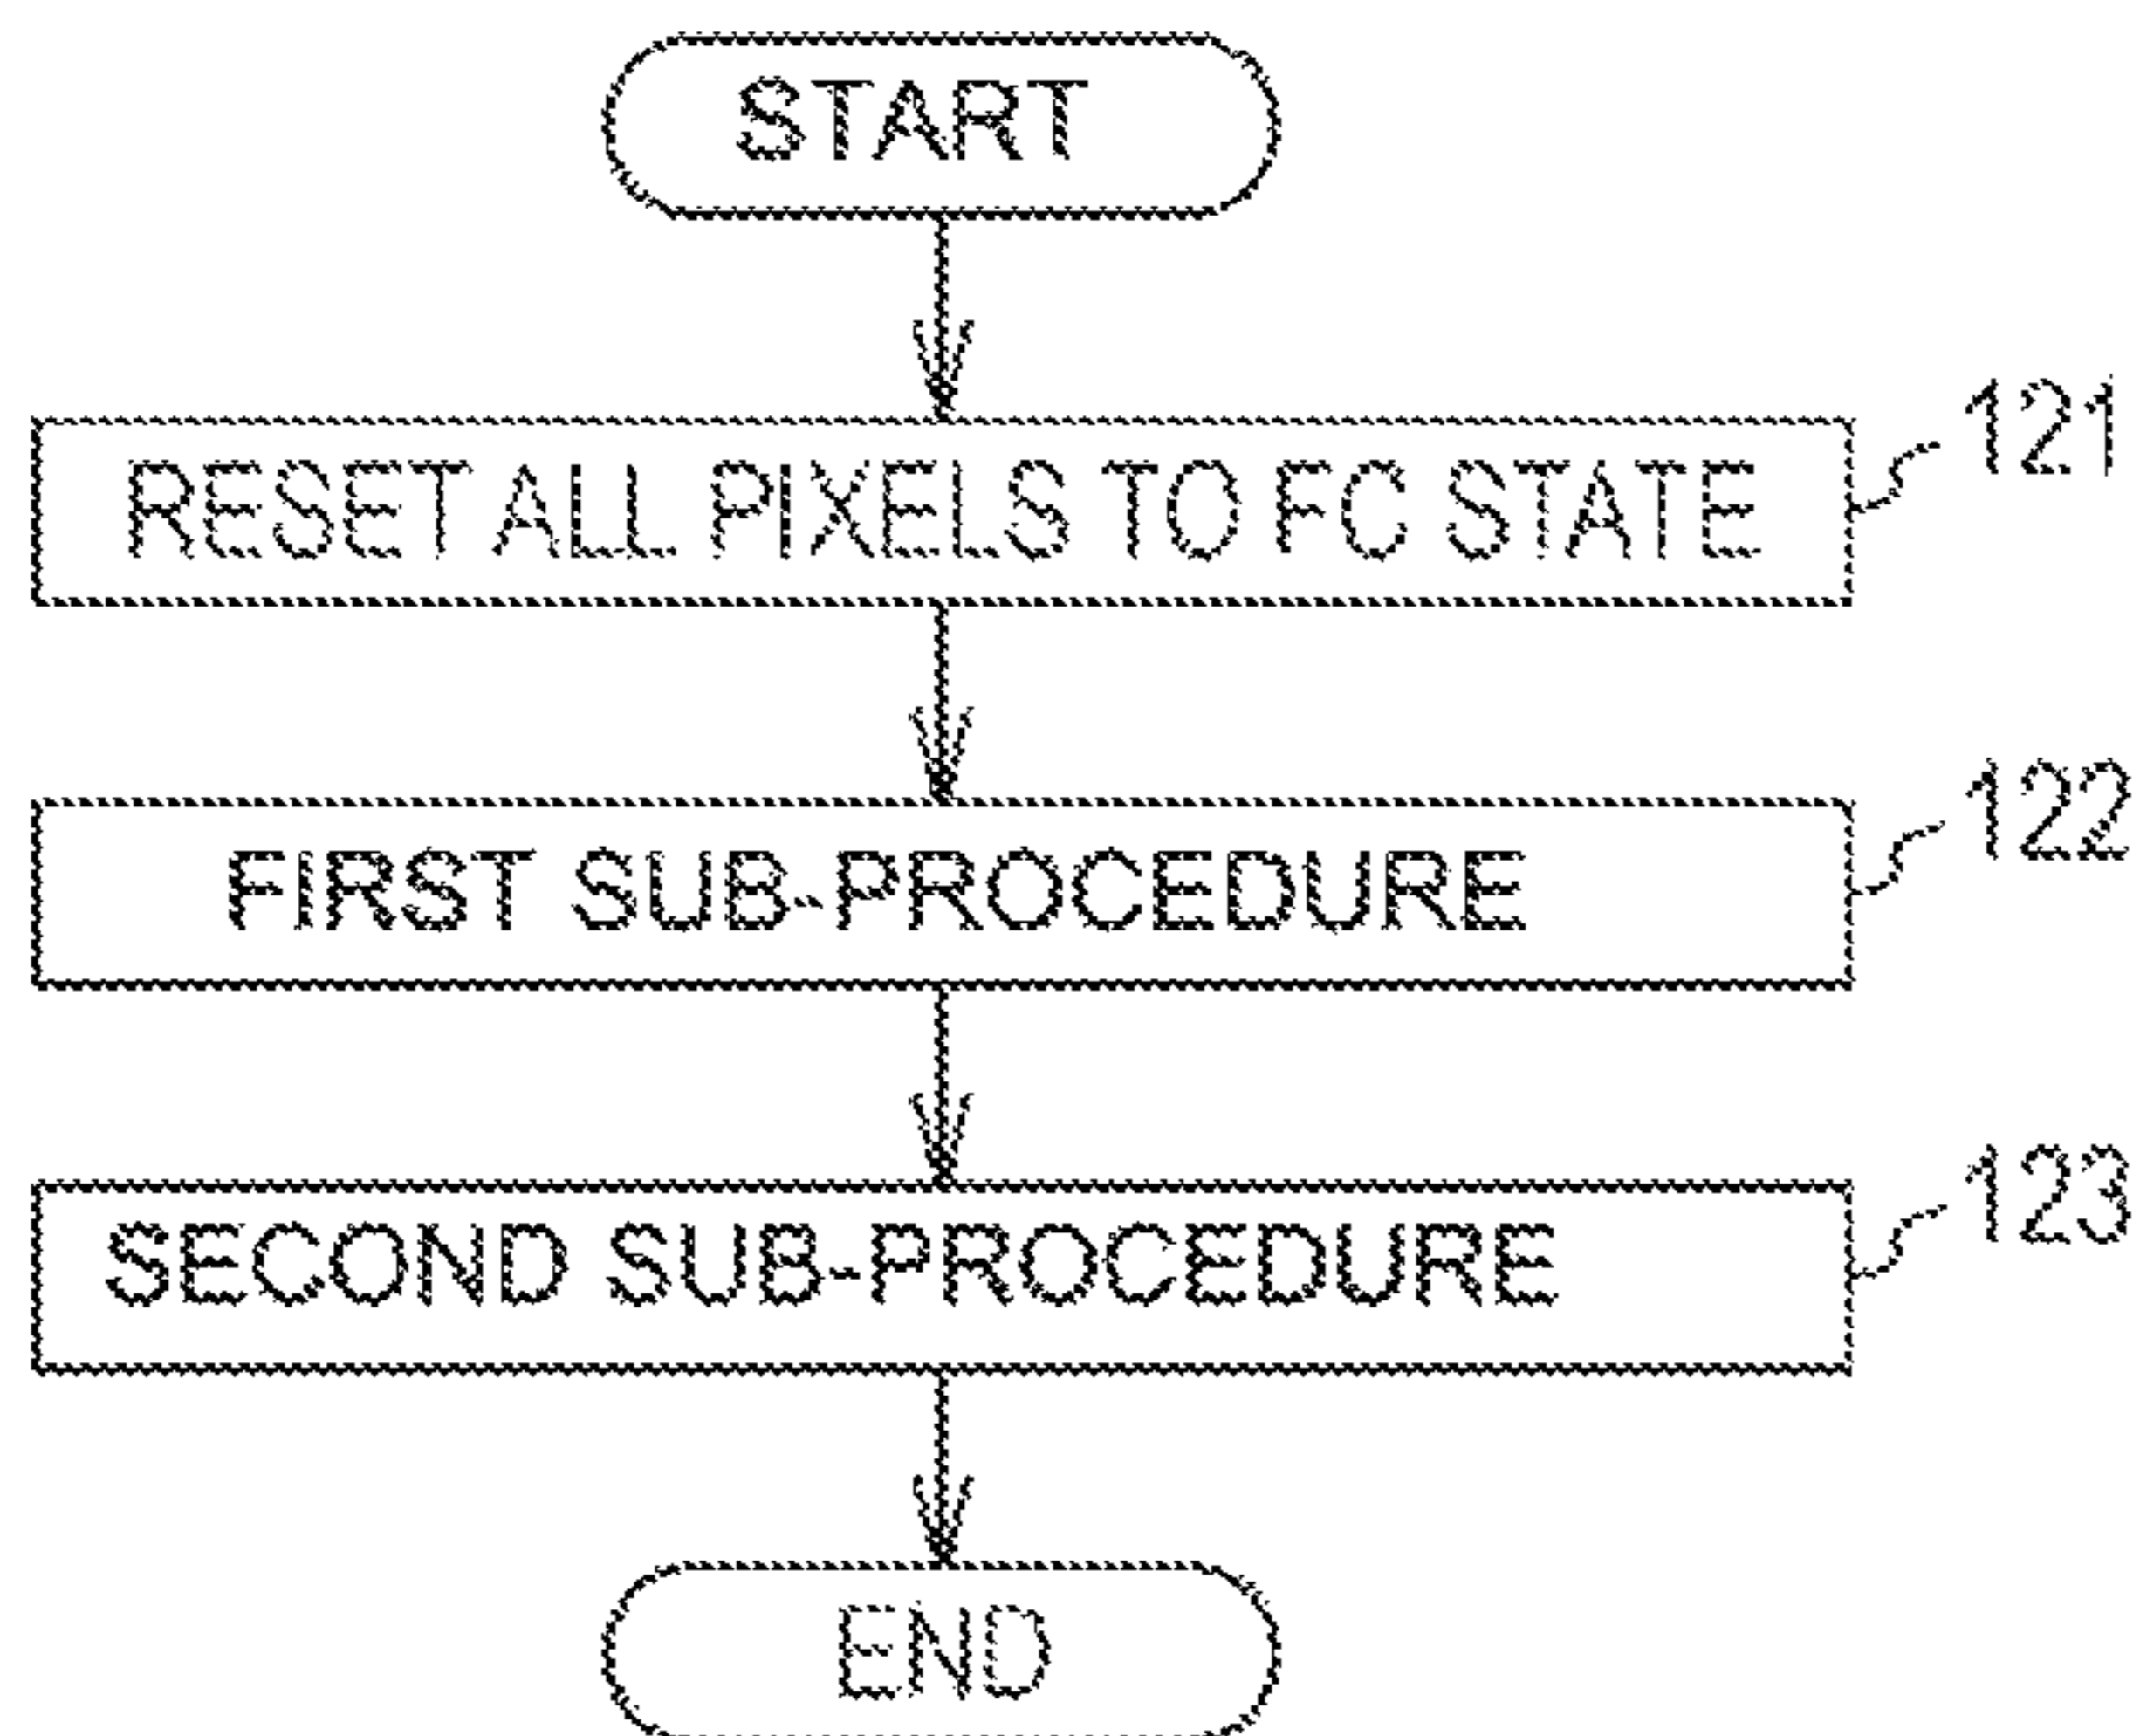 START
RESET ALL PIXELS TO FC STATE
121
FIRST SUB-PROCEDURE
122
SECOND SUB-PROCEDURE
123
END